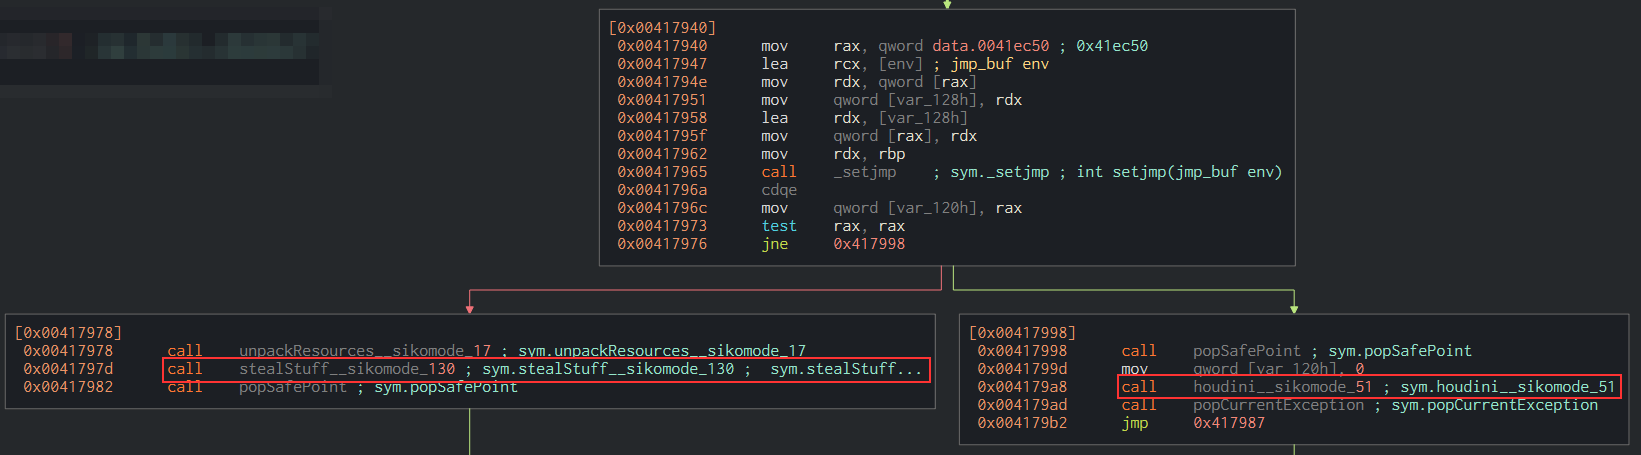 [0x00417940]
0x00417940 mov rax, qword data.0041ec50 ; 0x41ec50
0x00417947 lea rcx, [env] ; jmp_buf env
0x0041794e mov rdx, qword [rax]
0x00417951 mov qword [var_128h], rdx
0x00417958 lea rdx, [var_128h]
0x0041795f mov qword [rax], rdx
0x00417962 mov rdx, rbp
0x00417965 call _setjmp ; sym._setjmp ; int setjmp(jmp_buf env)
0x0041796a cdqe
0x0041796c mov qword [var_120h], rax
0x00417973 test rax, rax
0x00417976 jne 0x417998
[0x00417978]
0x00417978 call unpackResources__sikomode_17 ; sym.unpackResources__sikomode_17
0x0041797d call stealStuff__sikomode_130 ; sym.stealStuff__sikomode_130 ; sym.stealStuff...
0x00417982 call popSafePoint ; sym.popSafePoint
[0x00417998]
0x00417998 call popSafePoint ; sym.popSafePoint
0x0041799d mov qword [var_120h], 0
0x004179a8 call houdini__sikomode_51 ; sym.houdini__sikomode_51
0x004179ad call popCurrentException ; sym.popCurrentException
0x004179b2 jmp 0x417987